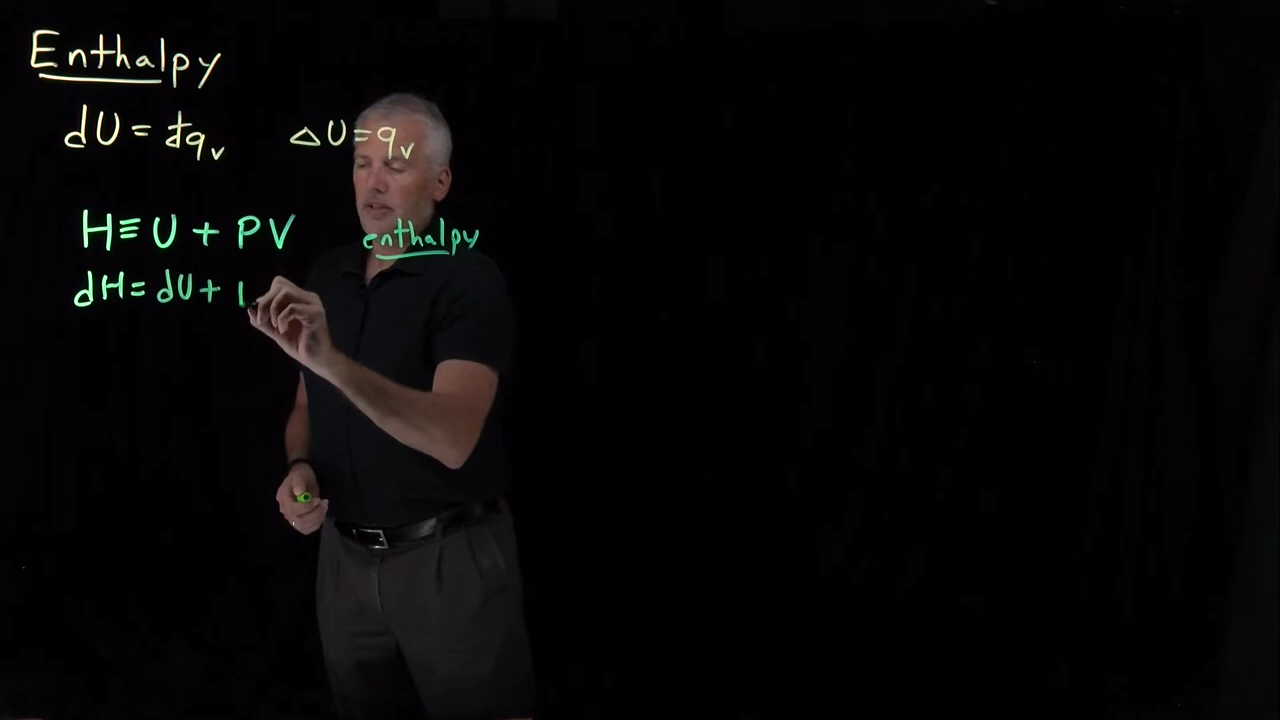 Enthalpy
dU = đq_v    ΔU = q_v
H ≡ U + PV    enthalpy
dH = dU +